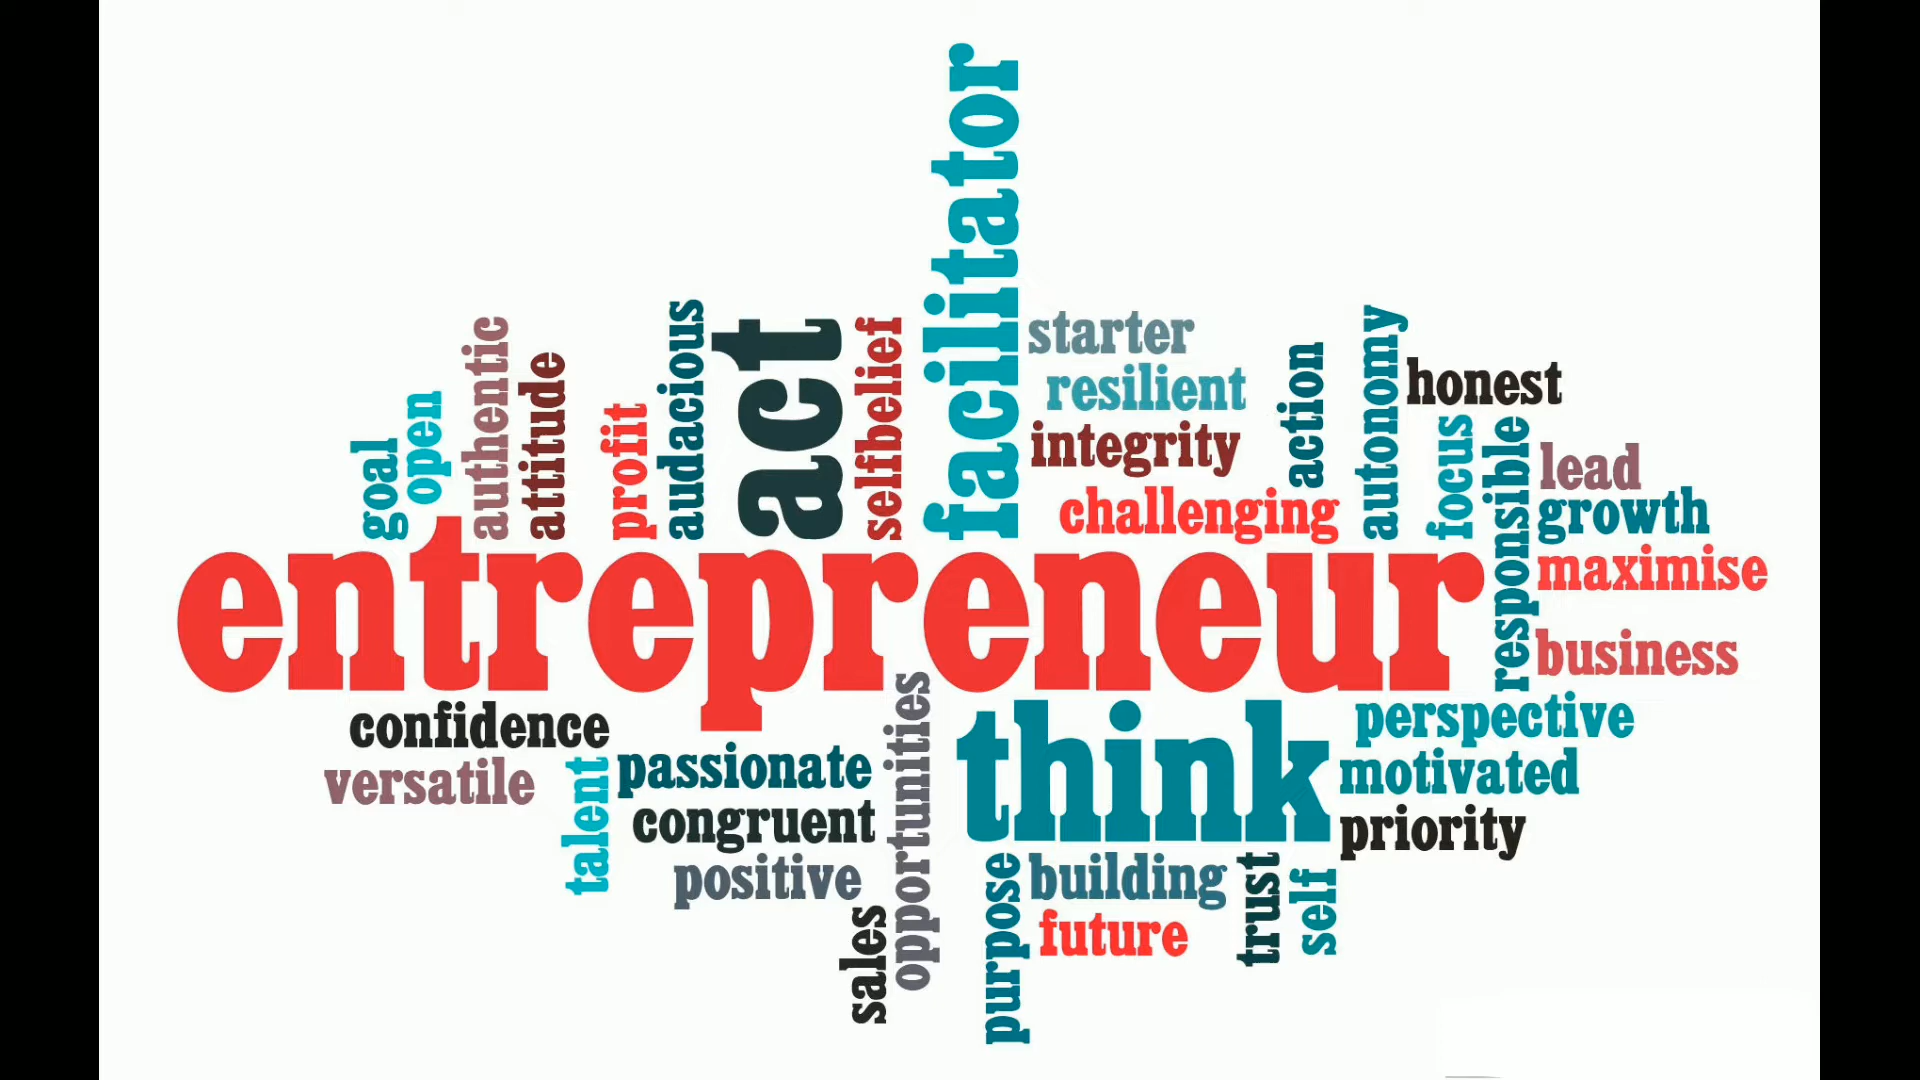 facilitator
goal
open
authentic
attitude
profit
audacious
act
selfbelief
starter
resilient
integrity
challenging
action
autonomy
honest
focus
responsible
lead
growth
maximise
business
entrepreneur
confidence
versatile
talent
passionate
congruent
positive
sales
opportunities
think
perspective
motivated
priority
purpose
building
future
trust
self